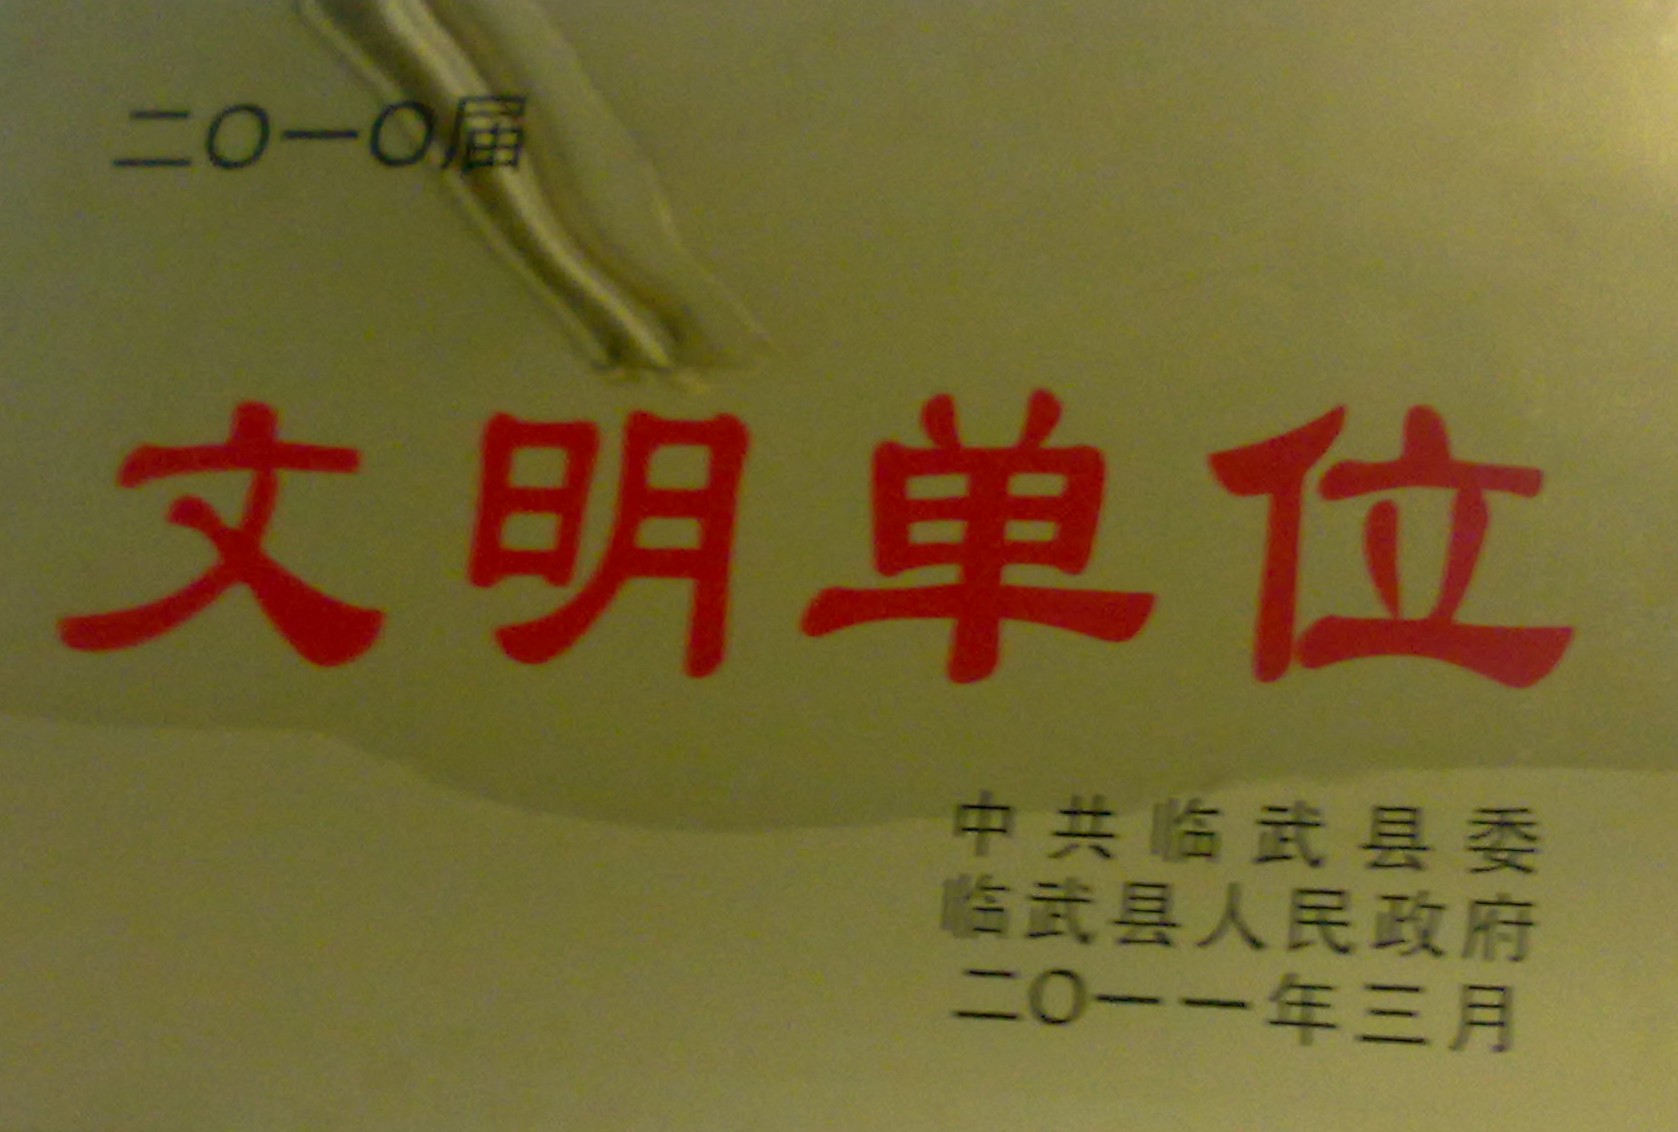 二〇一〇届
文明单位
中共临武县委
临武县人民政府
二〇一一年三月